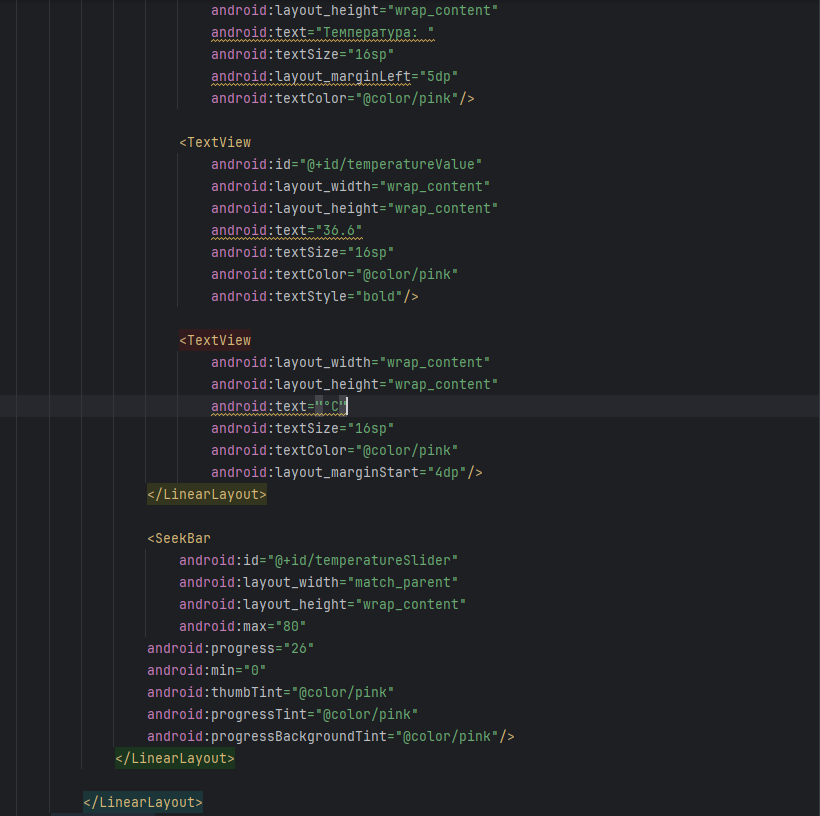 android:layout_height="wrap_content"
android:text="Температура: "
android:textSize="16sp"
android:layout_marginLeft="5dp"
android:textColor="@color/pink"/>
<TextView
android:id="@+id/temperatureValue"
android:layout_width="wrap_content"
android:layout_height="wrap_content"
android:text="36.6"
android:textSize="16sp"
android:textColor="@color/pink"
android:textStyle="bold"/>
<TextView
android:layout_width="wrap_content"
android:layout_height="wrap_content"
android:text="°C"
android:textSize="16sp"
android:textColor="@color/pink"
android:layout_marginStart="4dp"/>
</LinearLayout>
<SeekBar
android:id="@+id/temperatureSlider"
android:layout_width="match_parent"
android:layout_height="wrap_content"
android:max="80"
android:progress="26"
android:min="0"
android:thumbTint="@color/pink"
android:progressTint="@color/pink"
android:progressBackgroundTint="@color/pink"/>
</LinearLayout>
</LinearLayout>